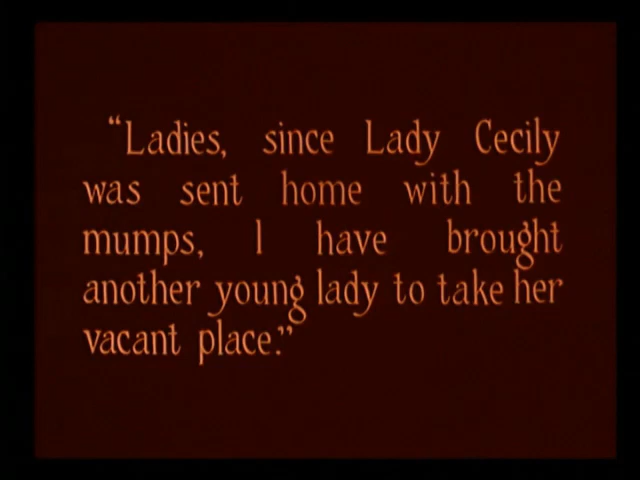 “Ladies, since Lady Cecily
was sent home with the
mumps, I have brought
another young lady to take her
vacant place.”